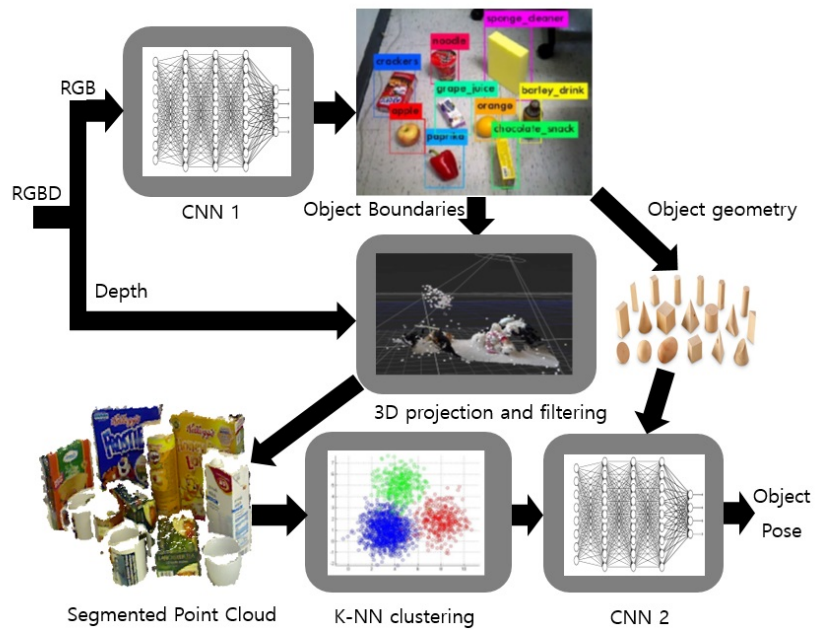 RGB
RGBD
CNN 1
sponge_cleaner
noodle
crackers
grape_juice
barley_drink
apple
orange
paprika
chocolate_snack
Object Boundaries
Object geometry
Depth
3D projection and filtering
Object
Pose
Segmented Point Cloud
K-NN clustering
CNN 2